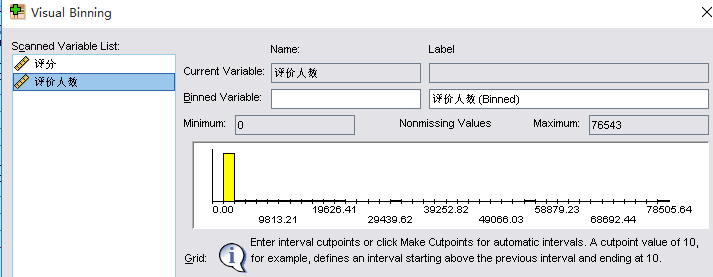 Visual Binning
Scanned Variable List:
评分
评价人数
Name:
Label
Current Variable:
评价人数
Binned Variable:
评价人数 (Binned)
Minimum:
0
Nonmissing Values
Maximum:
76543
0.00 19626.41 39252.82 58879.23 78505.64
9813.21 29439.62 49066.03 68692.44
Grid:
Enter interval cutpoints or click Make Cutpoints for automatic intervals. A cutpoint value of 10,
for example, defines an interval starting above the previous interval and ending at 10.